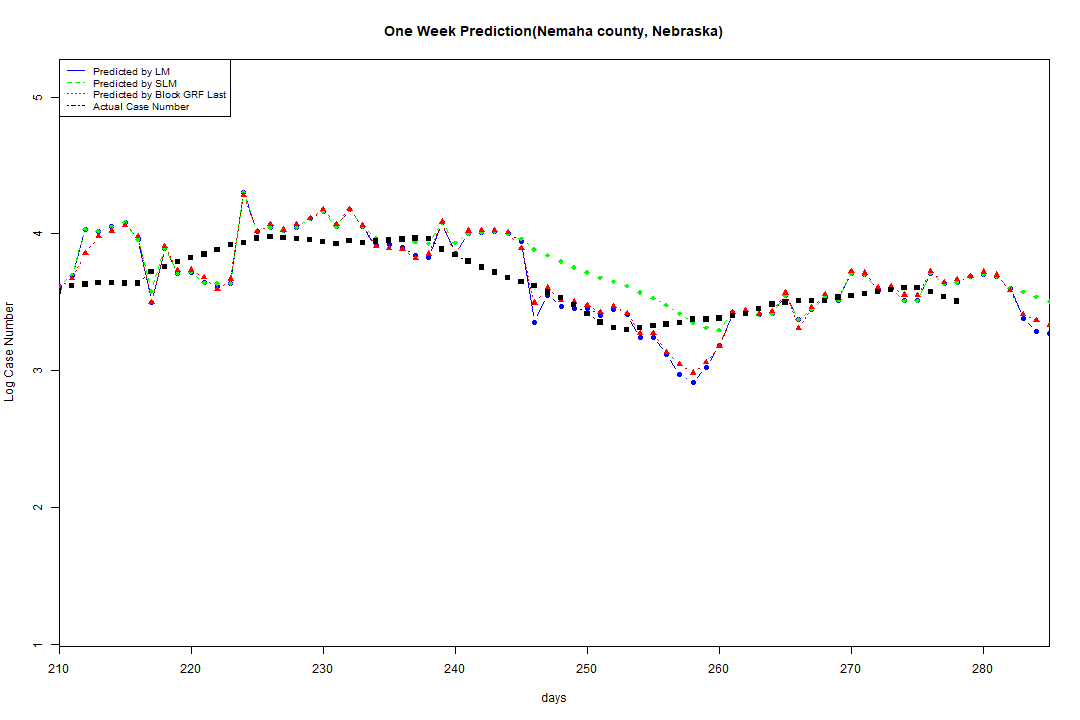 One Week Prediction(Nemaha county, Nebraska)
Predicted by LM
Predicted by SLM
Predicted by Block GRF Last
Actual Case Number
5
4
3
2
1
Log Case Number
210 220 230 240 250 260 270 280
days